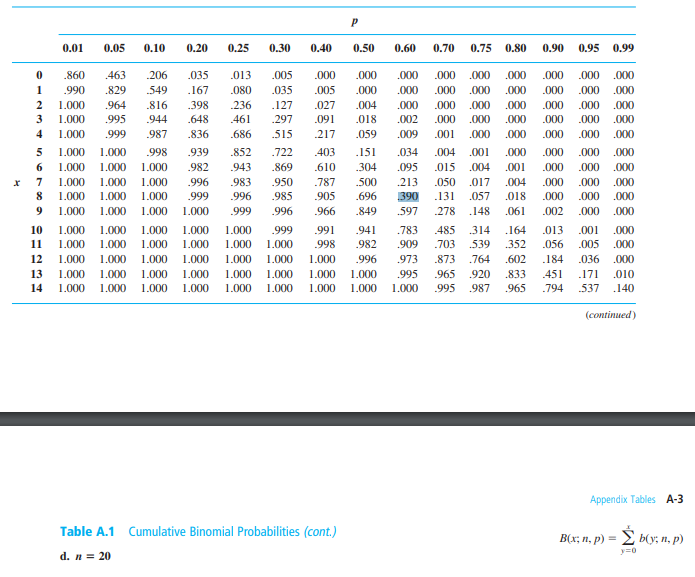 p
0.01 0.05 0.10 0.20 0.25 0.30 0.40 0.50 0.60 0.70 0.75 0.80 0.90 0.95 0.99
0 .860 .463 .206 .035 .013 .005 .000 .000 .000 .000 .000 .000 .000 .000 .000
1 .990 .829 .549 .167 .080 .035 .005 .000 .000 .000 .000 .000 .000 .000 .000
2 1.000 .964 .816 .398 .236 .127 .027 .004 .000 .000 .000 .000 .000 .000 .000
3 1.000 .995 .944 .648 .461 .297 .091 .018 .002 .000 .000 .000 .000 .000 .000
4 1.000 .999 .987 .836 .686 .515 .217 .059 .009 .001 .000 .000 .000 .000 .000
5 1.000 1.000 .998 .939 .852 .722 .403 .151 .034 .004 .001 .000 .000 .000 .000
6 1.000 1.000 1.000 .982 .943 .869 .610 .304 .095 .015 .004 .001 .000 .000 .000
x 7 1.000 1.000 1.000 .996 .983 .950 .787 .500 .213 .050 .017 .004 .000 .000 .000
8 1.000 1.000 1.000 .999 .996 .985 .905 .696 .390 .131 .057 .018 .000 .000 .000
9 1.000 1.000 1.000 1.000 .999 .996 .966 .849 .597 .278 .148 .061 .002 .000 .000
10 1.000 1.000 1.000 1.000 1.000 .999 .991 .941 .783 .485 .314 .164 .013 .001 .000
11 1.000 1.000 1.000 1.000 1.000 1.000 .998 .982 .909 .703 .539 .352 .056 .005 .000
12 1.000 1.000 1.000 1.000 1.000 1.000 1.000 .996 .973 .873 .764 .602 .184 .036 .000
13 1.000 1.000 1.000 1.000 1.000 1.000 1.000 1.000 .995 .965 .920 .833 .451 .171 .010
14 1.000 1.000 1.000 1.000 1.000 1.000 1.000 1.000 1.000 .995 .987 .965 .794 .537 .140
(continued)
Appendix Tables A-3
Table A.1 Cumulative Binomial Probabilities (cont.)
B(x; n, p) = Σ_{y=0}^{x} b(y; n, p)
d. n = 20